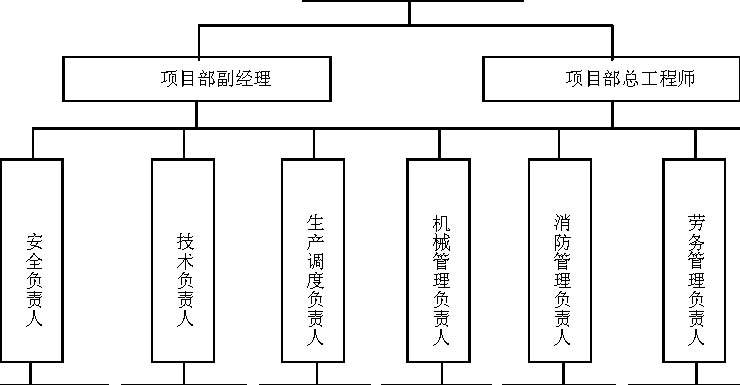 项目部副经理
项目部总工程师
安全负责人
技术负责人
生产调度负责人
机械管理负责人
消防管理负责人
劳务管理负责人